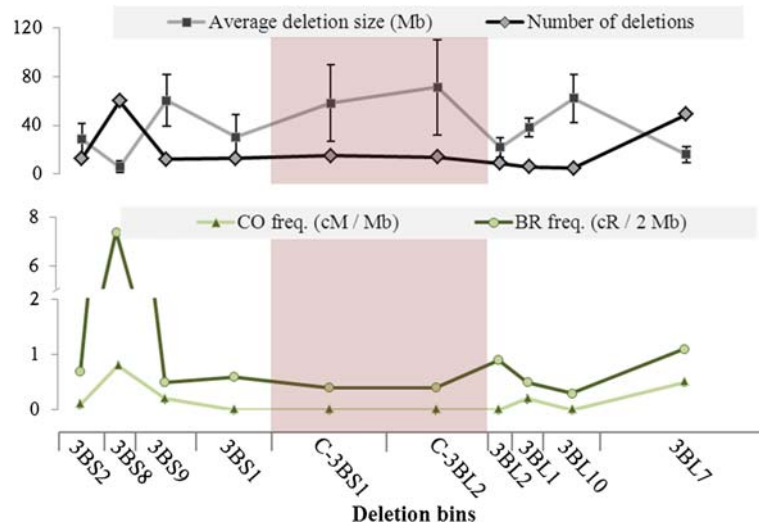 Average deletion size (Mb) Number of deletions
120
80
40
0
CO freq. (cM / Mb) BR freq. (cR / 2 Mb)
8
6
2
1
0
3BS2 3BS8 3BS9 3BS1 C-3BS1 C-3BL2 3BL2 3BL1 3BL10 3BL7
Deletion bins